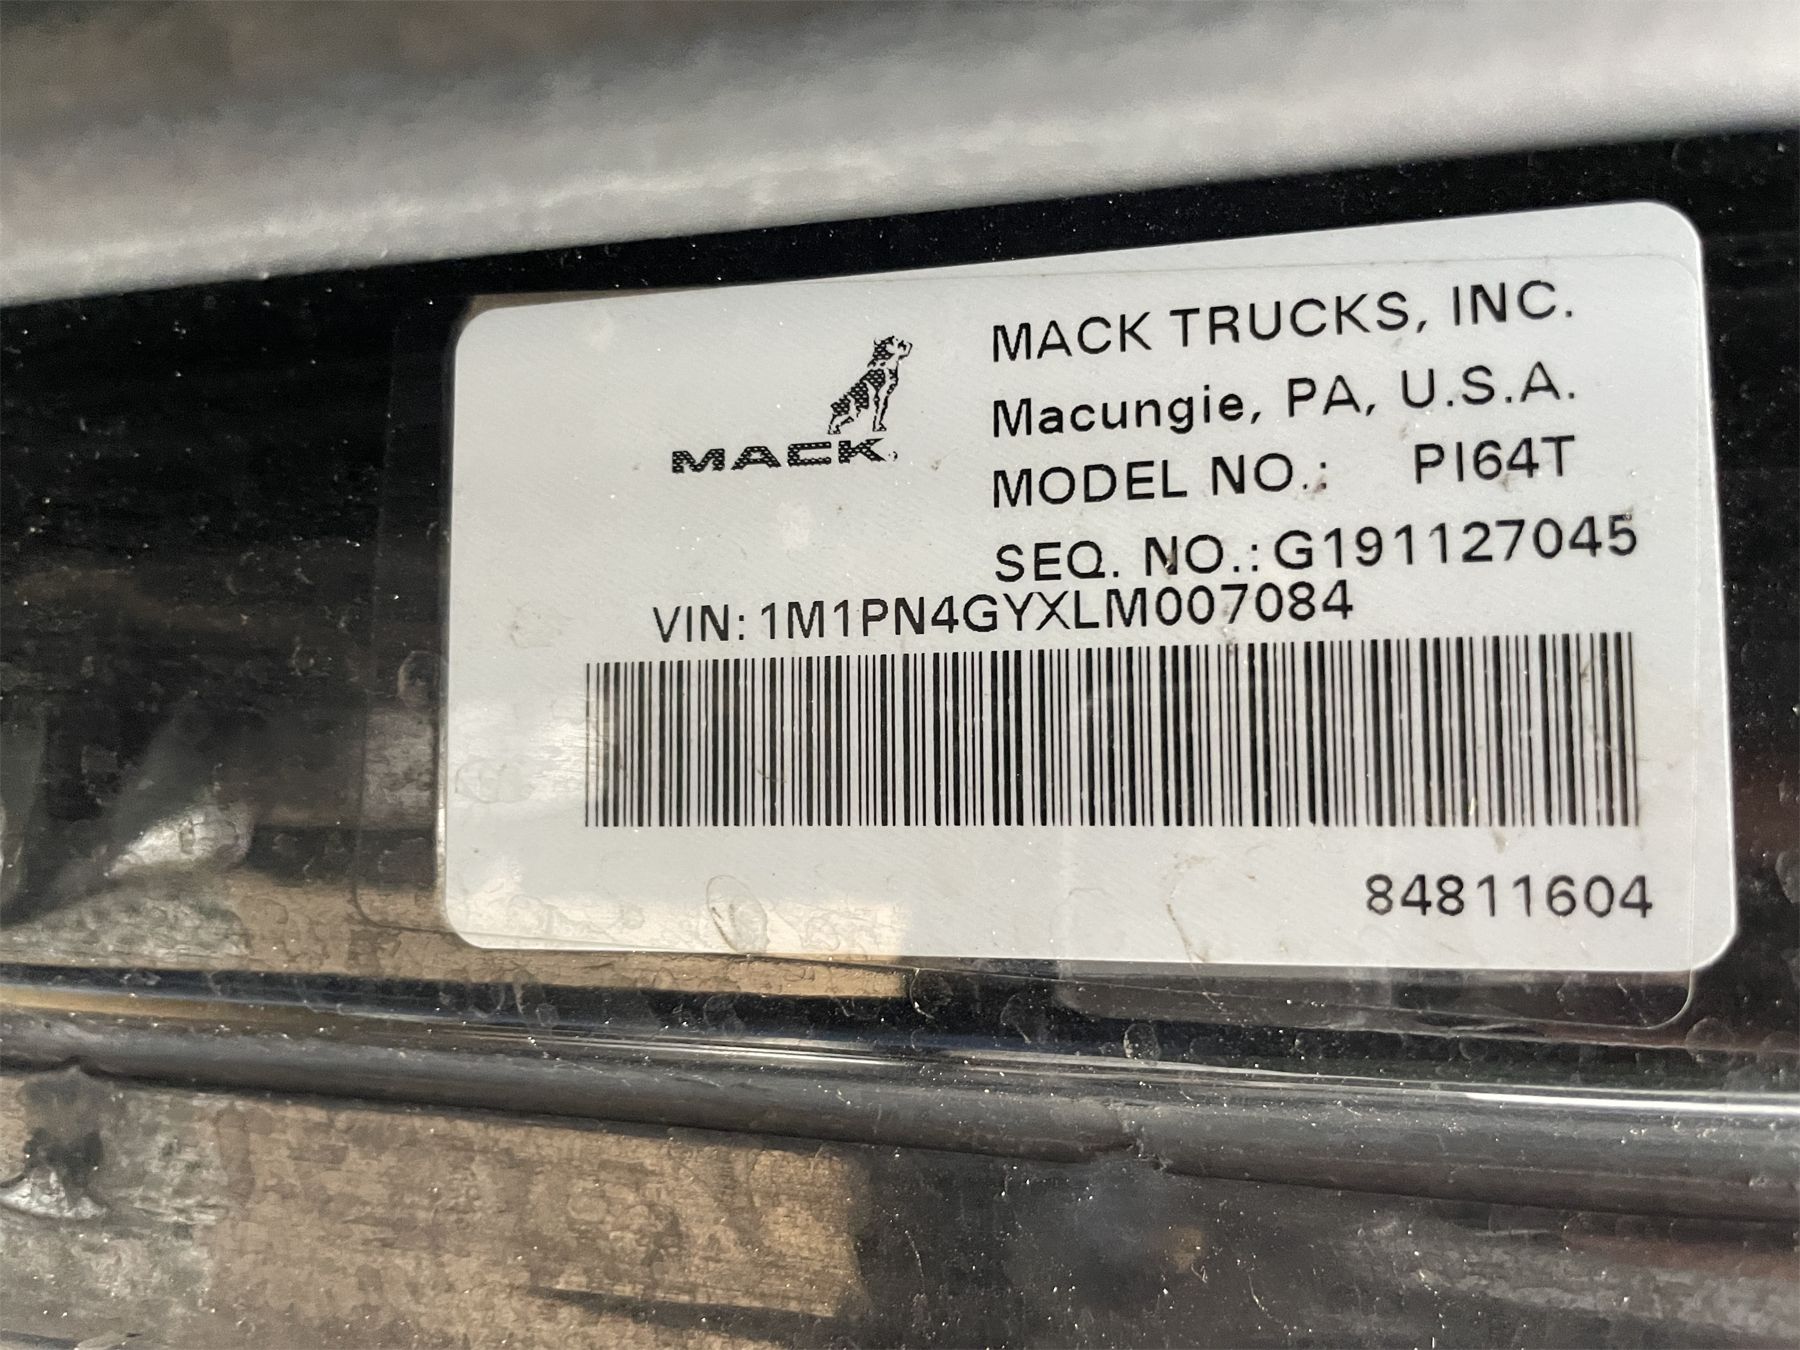 MACK
MACK TRUCKS, INC.
Macungie, PA, U.S.A.
MODEL NO.: PI64T
SEQ. NO.: G191127045
VIN: 1M1PN4GYXLM007084
84811604